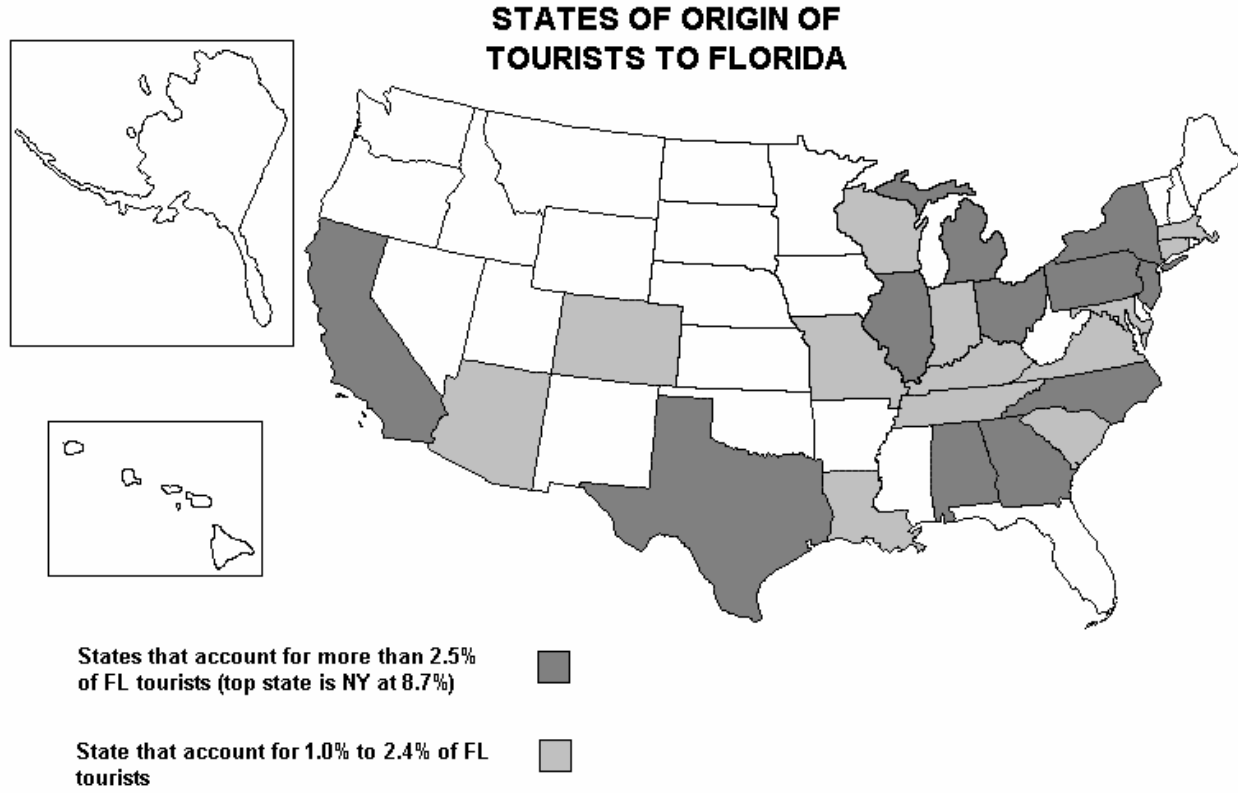 STATES OF ORIGIN OF
TOURISTS TO FLORIDA
States that account for more than 2.5%
of FL tourists (top state is NY at 8.7%)
State that account for 1.0% to 2.4% of FL
tourists